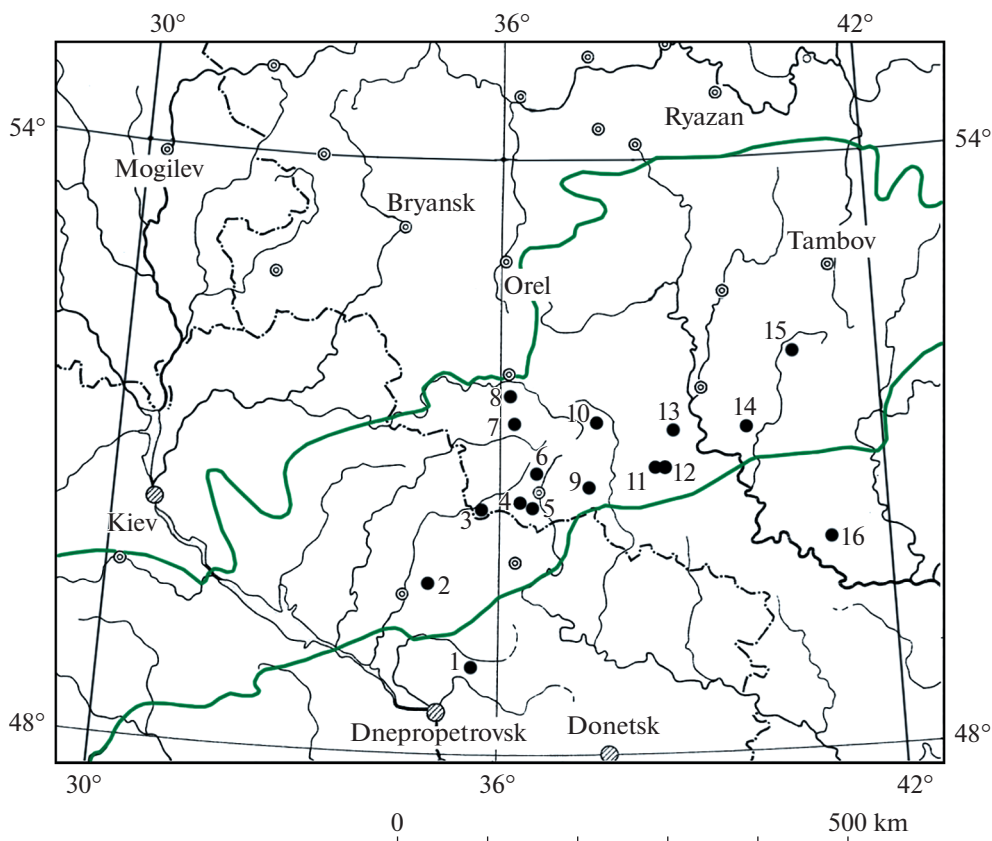 30° 36° 42°
54° 54°
Ryazan
Mogilev
Bryansk
Tambov
Orel
15
8
10 13 14
7
6
11 12
9
4 5
3
Kiev
16
2
1
Dnepropetrovsk Donetsk
48° 48°
30° 36° 42°
0 500 km